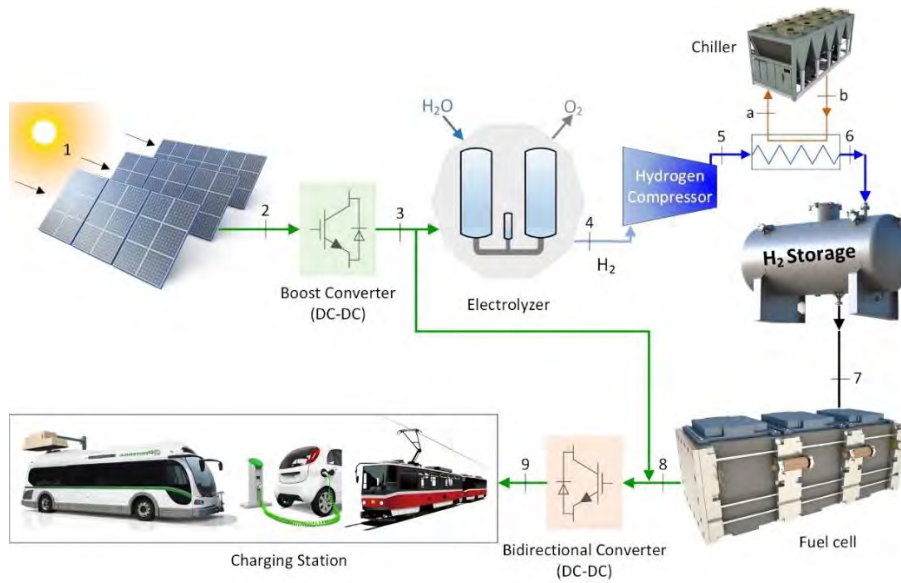 Chiller
a
b
H₂O
O₂
1
2
3
4
5
6
Hydrogen
Compressor
H₂
Boost Converter
(DC-DC)
Electrolyzer
H₂ Storage
7
8
9
Charging Station
Bidirectional Converter
(DC-DC)
Fuel cell